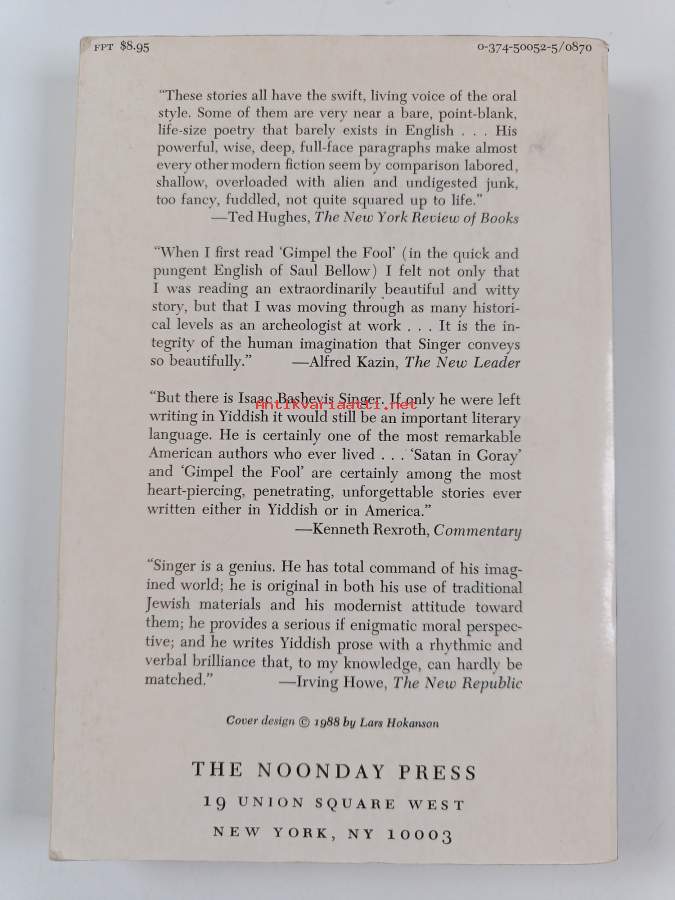 FPT $8.95
0-374-50052-5/0870
“These stories all have the swift, living voice of the oral
style. Some of them are very near a bare, point-blank,
life-size poetry that barely exists in English . . . His
powerful, wise, deep, full-face paragraphs make almost
every other modern fiction seem by comparison labored,
shallow, overloaded with alien and undigested junk,
too fancy, fuddled, not quite squared up to life.”
—Ted Hughes, The New York Review of Books
“When I first read ‘Gimpel the Fool’ (in the quick and
pungent English of Saul Bellow) I felt not only that
I was reading an extraordinarily beautiful and witty
story, but that I was moving through as many histori-
cal levels as an archeologist at work . . . It is the in-
tegrity of the human imagination that Singer conveys
so beautifully.” —Alfred Kazin, The New Leader
“But there is Isaac Bashevis Singer. If only he were left
antikvariaatti.net
writing in Yiddish it would still be an important literary
language. He is certainly one of the most remarkable
American authors who ever lived . . . ‘Satan in Goray’
and ‘Gimpel the Fool’ are certainly among the most
heart-piercing, penetrating, unforgettable stories ever
written either in Yiddish or in America.”
—Kenneth Rexroth, Commentary
“Singer is a genius. He has total command of his imag-
ined world; he is original in both his use of traditional
Jewish materials and his modernist attitude toward
them; he provides a serious if enigmatic moral perspec-
tive; and he writes Yiddish prose with a rhythmic and
verbal brilliance that, to my knowledge, can hardly be
matched.” —Irving Howe, The New Republic
Cover design © 1988 by Lars Hokanson
THE NOONDAY PRESS
19 UNION SQUARE WEST
NEW YORK, NY 10003